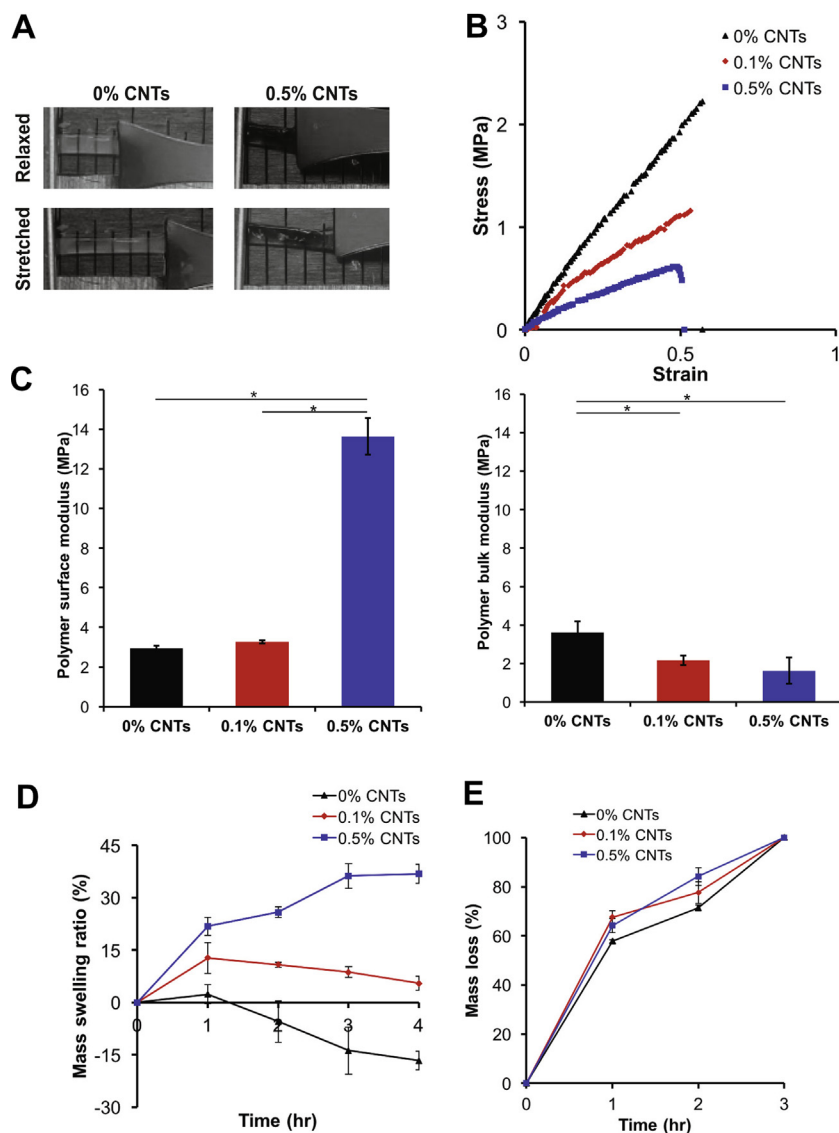 A
0% CNTs
0.5% CNTs
Relaxed
Stretched
B
3
2
1
0
0
0.5
1
Stress (MPa)
Strain
0% CNTs
0.1% CNTs
0.5% CNTs
C
16
14
12
10
8
6
4
2
0
Polymer surface modulus (MPa)
*
*
0% CNTs
0.1% CNTs
0.5% CNTs
16
14
12
10
8
6
4
2
0
Polymer bulk modulus (MPa)
*
*
0% CNTs
0.1% CNTs
0.5% CNTs
D
0% CNTs
0.1% CNTs
0.5% CNTs
45
30
15
0
-15
-30
0
1
2
3
4
Mass swelling ratio (%)
Time (hr)
E
0% CNTs
0.1% CNTs
0.5% CNTs
100
80
60
40
20
0
0
1
2
3
Mass loss (%)
Time (hr)